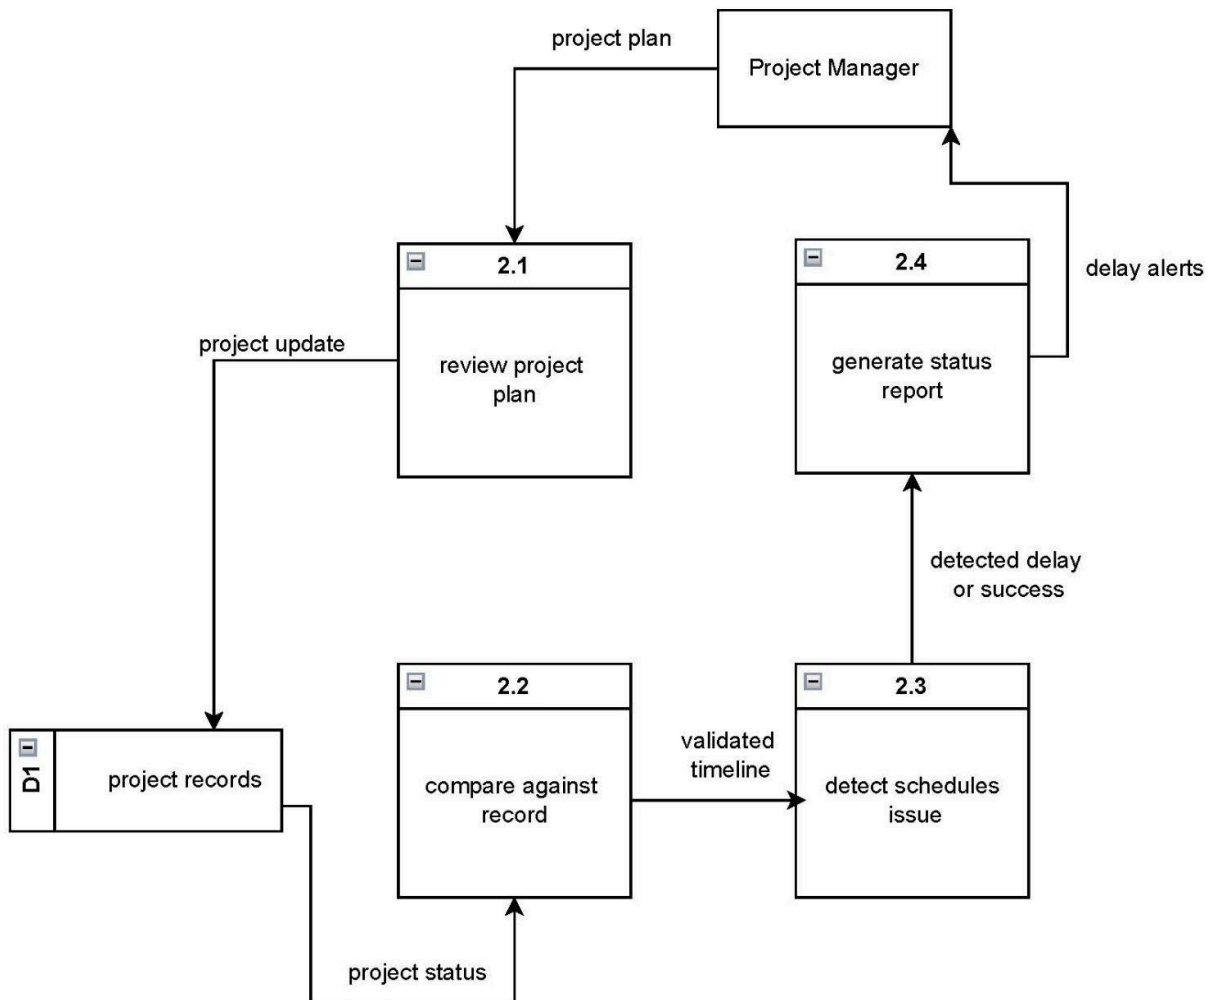 project plan
Project Manager
2.1
2.4
delay alerts
project update
review project
plan
generate status
report
detected delay
or success
2.2
2.3
D1
project records
validated
timeline
compare against
record
detect schedules
issue
project status